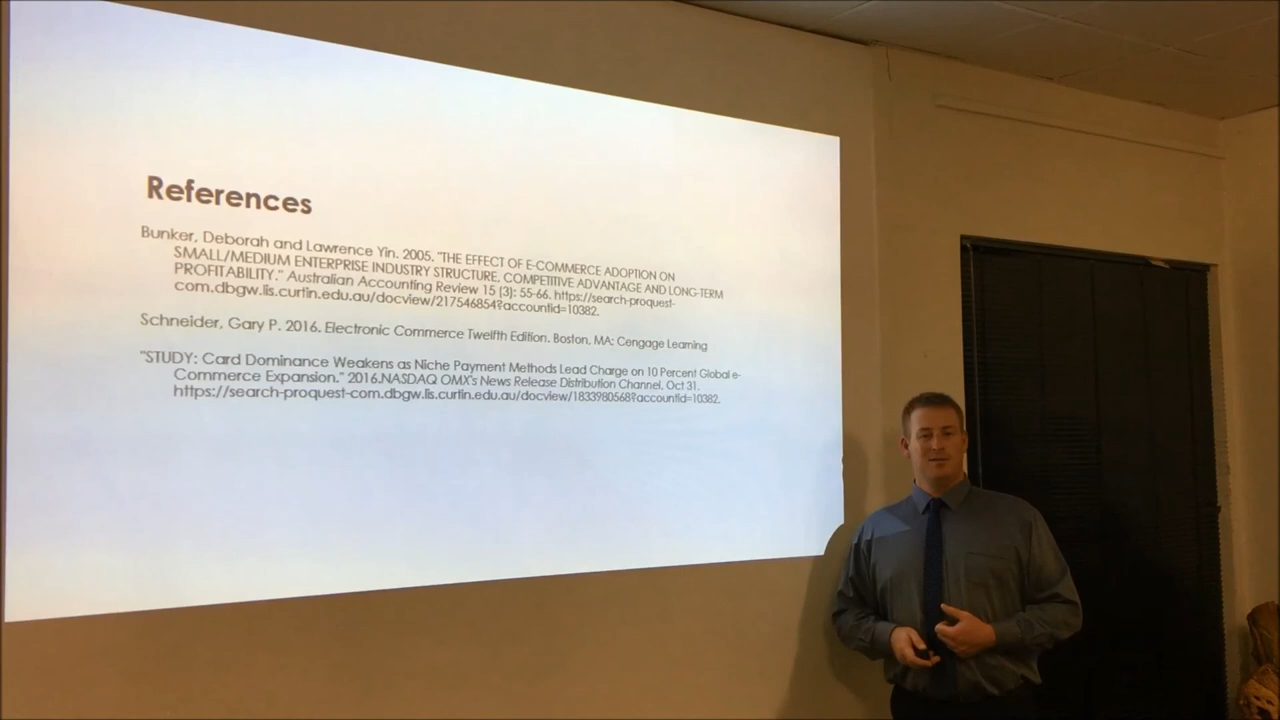 References
Bunker, Deborah and Lawrence Yin. 2005. "THE EFFECT OF E-COMMERCE ADOPTION ON
SMALL/MEDIUM ENTERPRISE INDUSTRY STRUCTURE, COMPETITIVE ADVANTAGE AND LONG-TERM
PROFITABILITY." Australian Accounting Review 15 (3): 55-66. https://search-proquest-
com.dbgw.lis.curtin.edu.au/docview/217546854?accountid=10382.
Schneider, Gary P. 2016. Electronic Commerce Twelfth Edition. Boston, MA: Cengage Learning
"STUDY: Card Dominance Weakens as Niche Payment Methods Lead Charge on 10 Percent Global e-
Commerce Expansion." 2016.NASDAQ OMX's News Release Distribution Channel, Oct 31.
https://search-proquest-com.dbgw.lis.curtin.edu.au/docview/1833980568?accountid=10382.